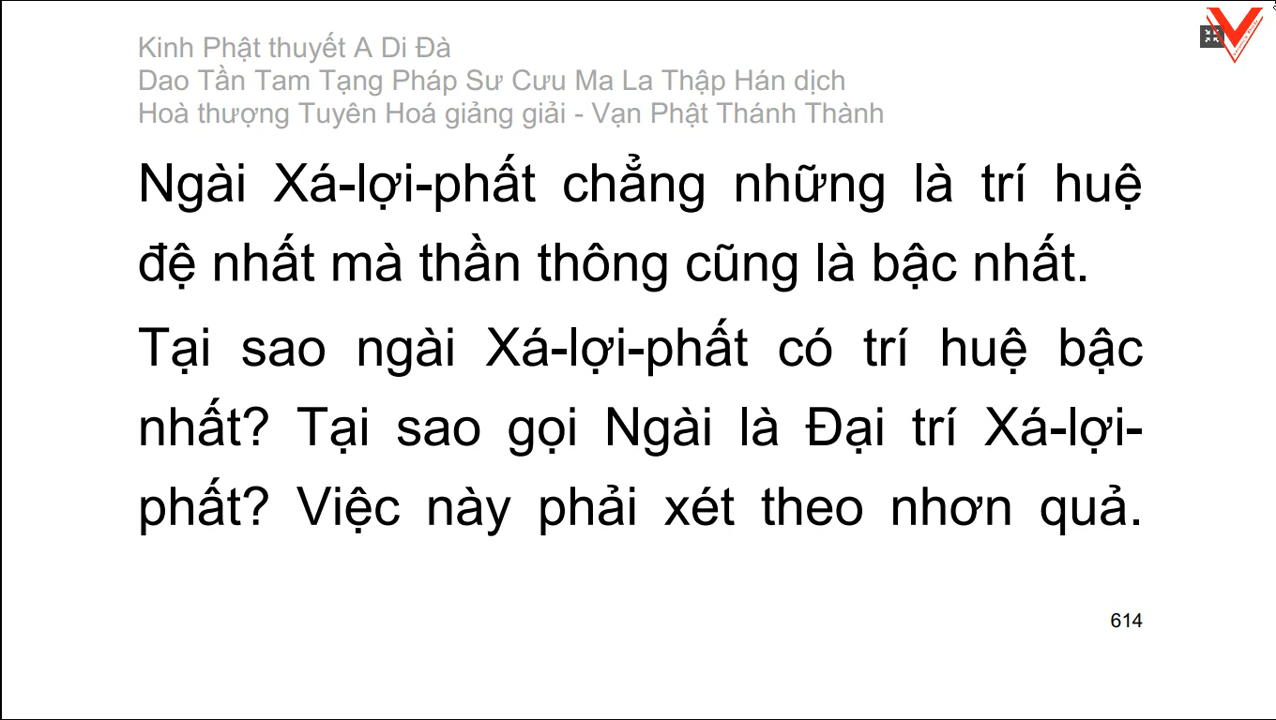 Kinh Phật thuyết A Di Đà
Dao Tần Tam Tạng Pháp Sư Cưu Ma La Thập Hán dịch
Hoà thượng Tuyên Hoá giảng giải - Vạn Phật Thánh Thành
Ngài Xá-lợi-phất chẳng những là trí huệ
đệ nhất mà thần thông cũng là bậc nhất.
Tại sao ngài Xá-lợi-phất có trí huệ bậc
nhất? Tại sao gọi Ngài là Đại trí Xá-lợi-
phất? Việc này phải xét theo nhơn quả.
614